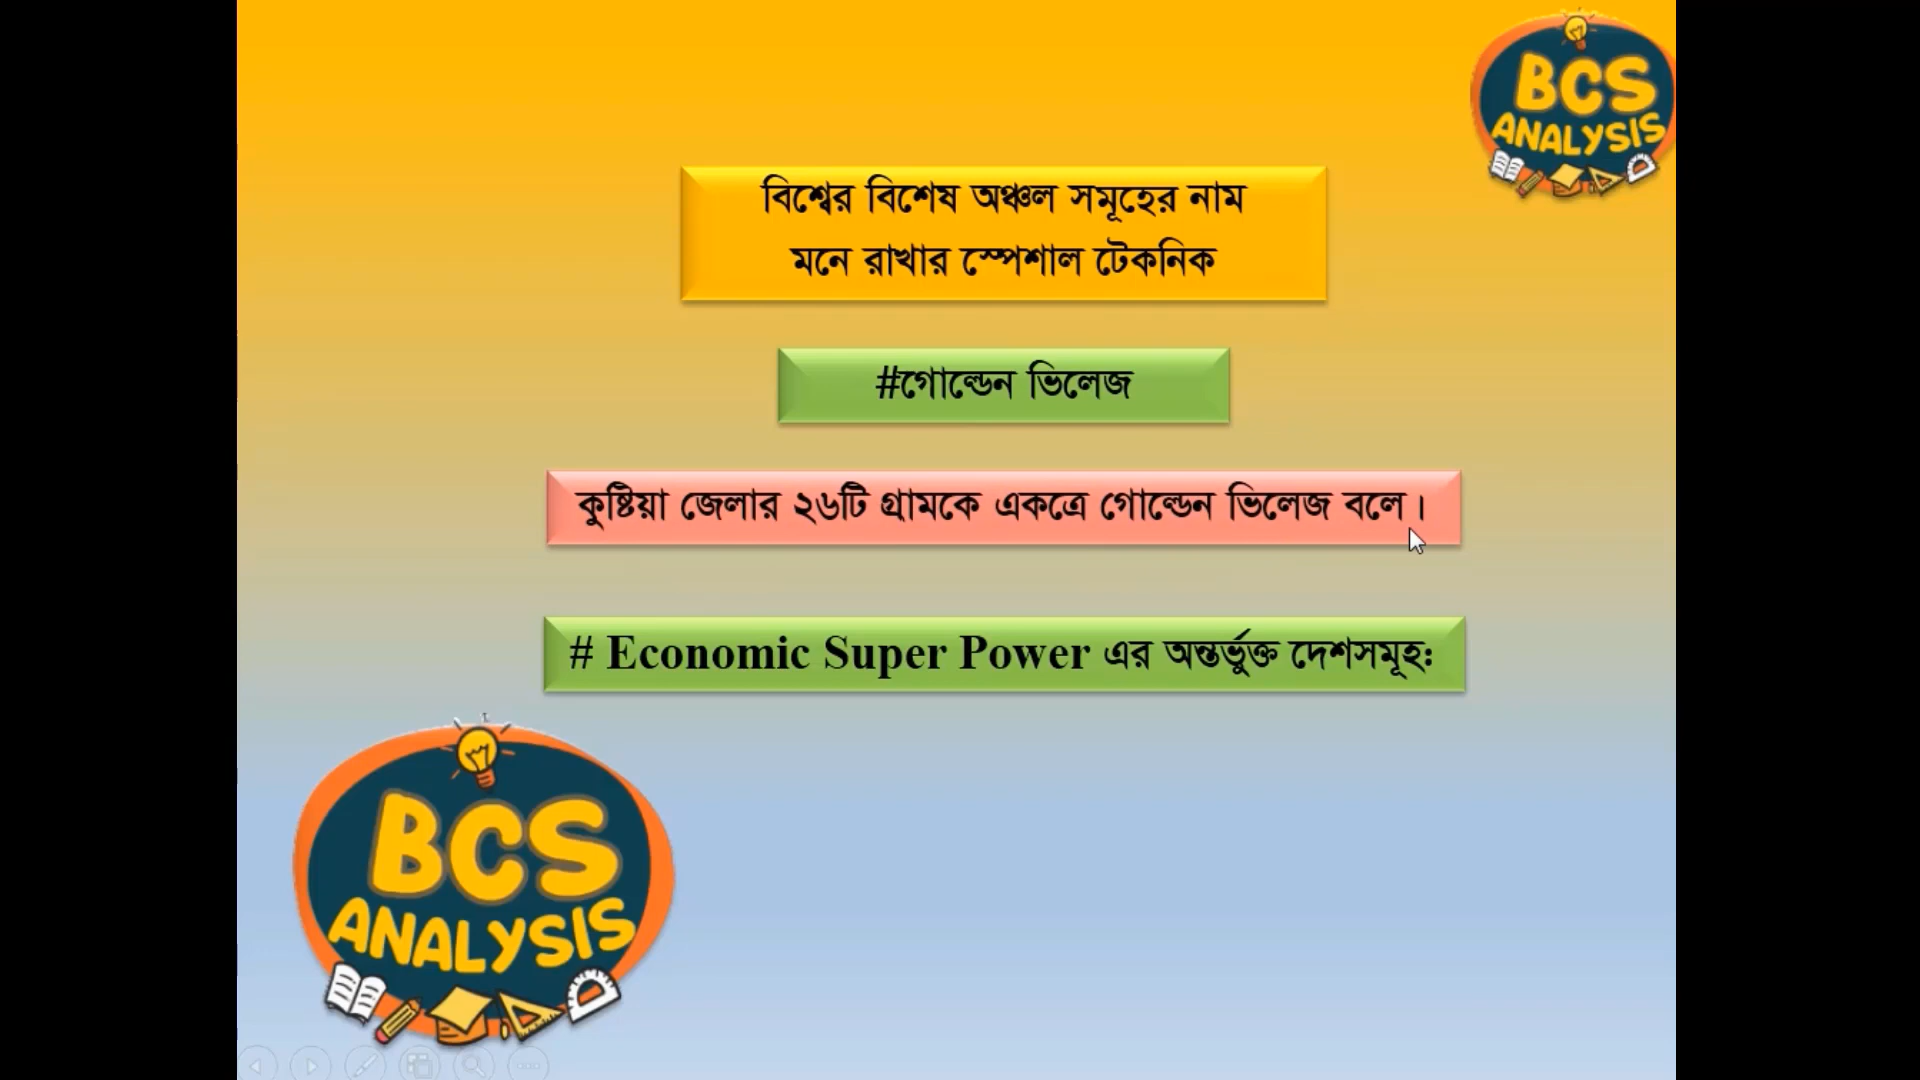 BCS
ANALYSIS
বিশ্বের বিশেষ অঞ্চল সমূহের নাম
মনে রাখার স্পেশাল টেকনিক
#গোল্ডেন ভিলেজ
কুষ্টিয়া জেলার ২৬টি গ্রামকে একত্রে গোল্ডেন ভিলেজ বলে।
# Economic Super Power এর অন্তর্ভুক্ত দেশসমূহঃ
BCS
ANALYSIS